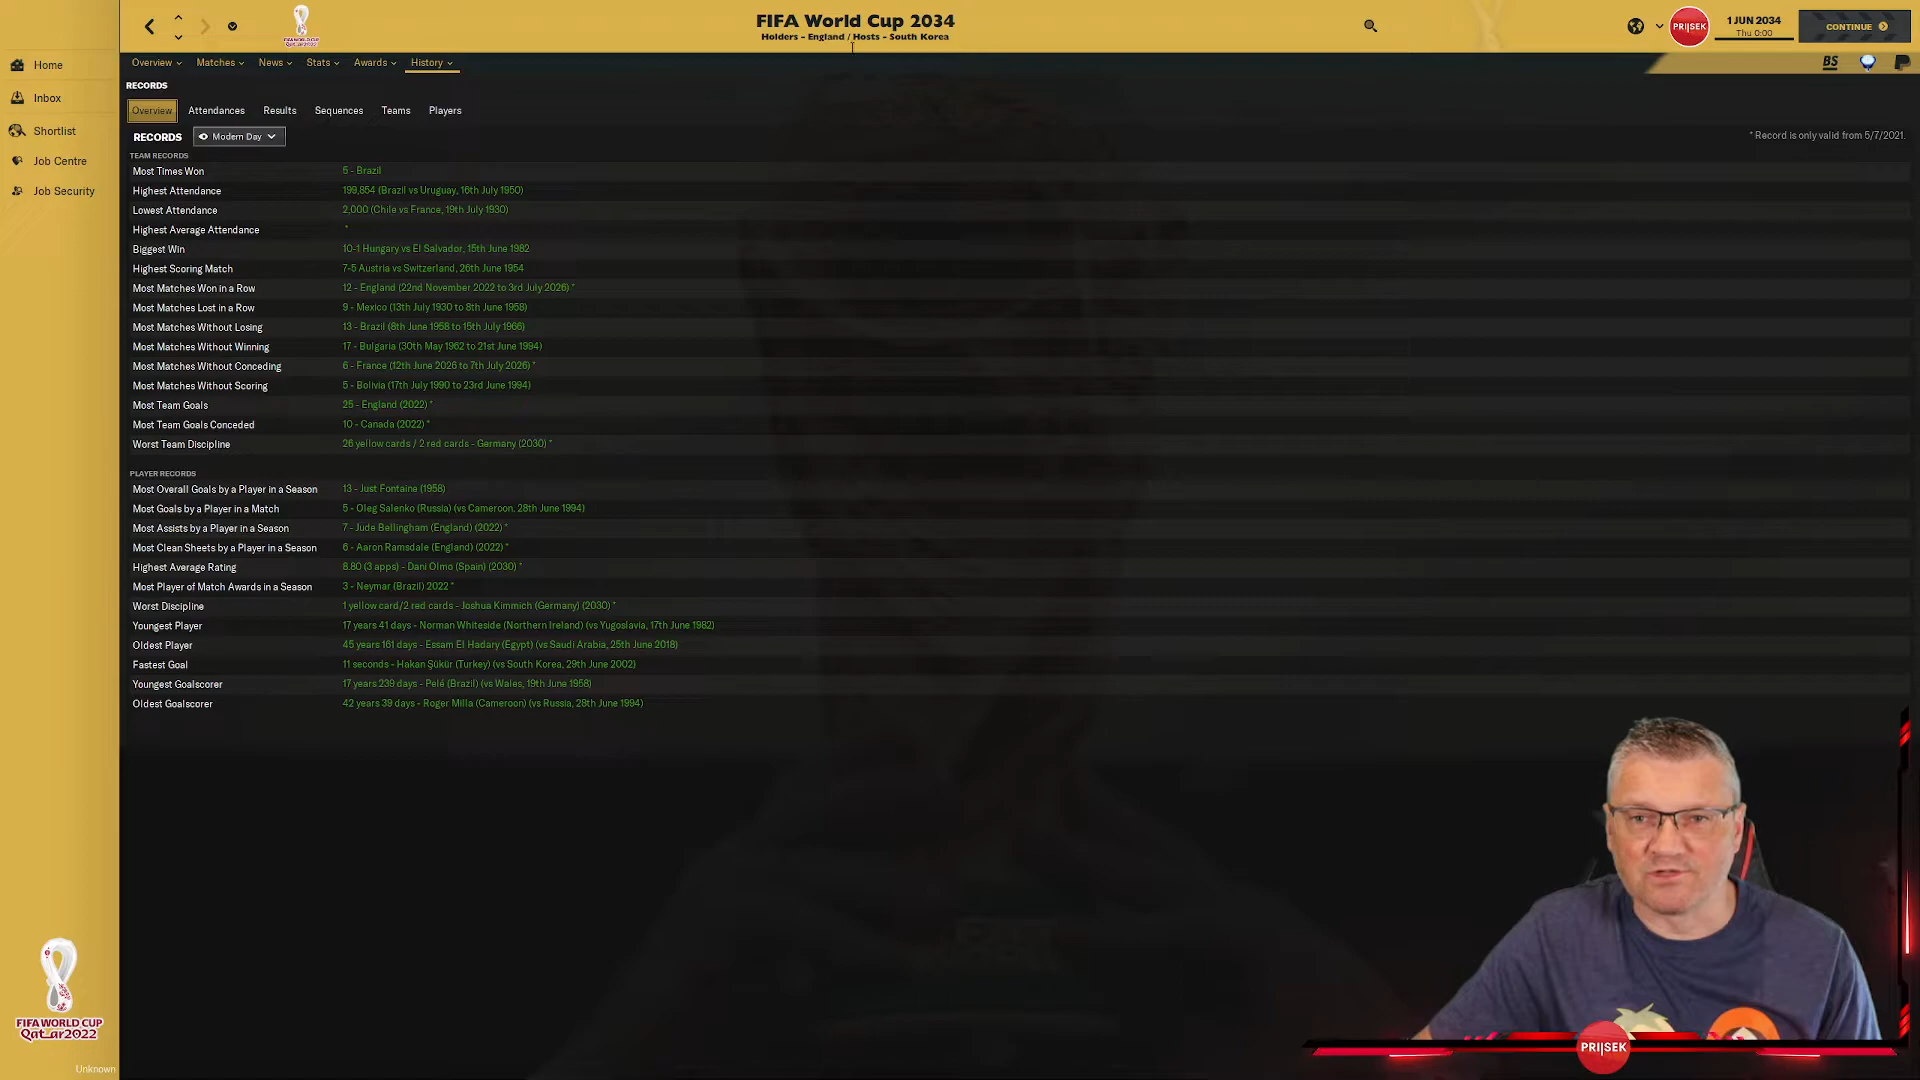 FIFA World Cup 2034
Holders - England / Hosts - South Korea
PRIISEK
1 JUN 2034
Thu 0:00
CONTINUE
Home
Inbox
Shortlist
Job Centre
Job Security
Overview
Matches
News
Stats
Awards
History
BS
RECORDS
Overview
Attendances
Results
Sequences
Teams
Players
RECORDS
Modern Day
* Record is only valid from 5/7/2021.
TEAM RECORDS
Most Times Won 5 - Brazil
Highest Attendance 199,854 (Brazil vs Uruguay, 16th July 1950)
Lowest Attendance 2,000 (Chile vs France, 19th July 1930)
Highest Average Attendance *
Biggest Win 10-1 Hungary vs El Salvador, 15th June 1982
Highest Scoring Match 7-5 Austria vs Switzerland, 26th June 1954
Most Matches Won in a Row 12 - England (22nd November 2022 to 3rd July 2026) *
Most Matches Lost in a Row 9 - Mexico (13th July 1930 to 8th June 1958)
Most Matches Without Losing 13 - Brazil (8th June 1958 to 15th July 1966)
Most Matches Without Winning 17 - Bulgaria (30th May 1962 to 21st June 1994)
Most Matches Without Conceding 6 - France (12th June 2026 to 7th July 2026) *
Most Matches Without Scoring 5 - Bolivia (17th July 1990 to 23rd June 1994)
Most Team Goals 25 - England (2022) *
Most Team Goals Conceded 10 - Canada (2022) *
Worst Team Discipline 26 yellow cards / 2 red cards - Germany (2030) *
PLAYER RECORDS
Most Overall Goals by a Player in a Season 13 - Just Fontaine (1958)
Most Goals by a Player in a Match 5 - Oleg Salenko (Russia) (vs Cameroon, 28th June 1994)
Most Assists by a Player in a Season 7 - Jude Bellingham (England) (2022) *
Most Clean Sheets by a Player in a Season 6 - Aaron Ramsdale (England) (2022) *
Highest Average Rating 8.80 (3 apps) - Dani Olmo (Spain) (2030) *
Most Player of Match Awards in a Season 3 - Neymar (Brazil) 2022 *
Worst Discipline 1 yellow card/2 red cards - Joshua Kimmich (Germany) (2030) *
Youngest Player 17 years 41 days - Norman Whiteside (Northern Ireland) (vs Yugoslavia, 17th June 1982)
Oldest Player 45 years 161 days - Essam El Hadary (Egypt) (vs Saudi Arabia, 25th June 2018)
Fastest Goal 11 seconds - Hakan Şükür (Turkey) (vs South Korea, 29th June 2002)
Youngest Goalscorer 17 years 239 days - Pelé (Brazil) (vs Wales, 19th June 1958)
Oldest Goalscorer 42 years 39 days - Roger Milla (Cameroon) (vs Russia, 28th June 1994)
FIFA WORLD CUP
Qatar2022
Unknown
PRIISEK